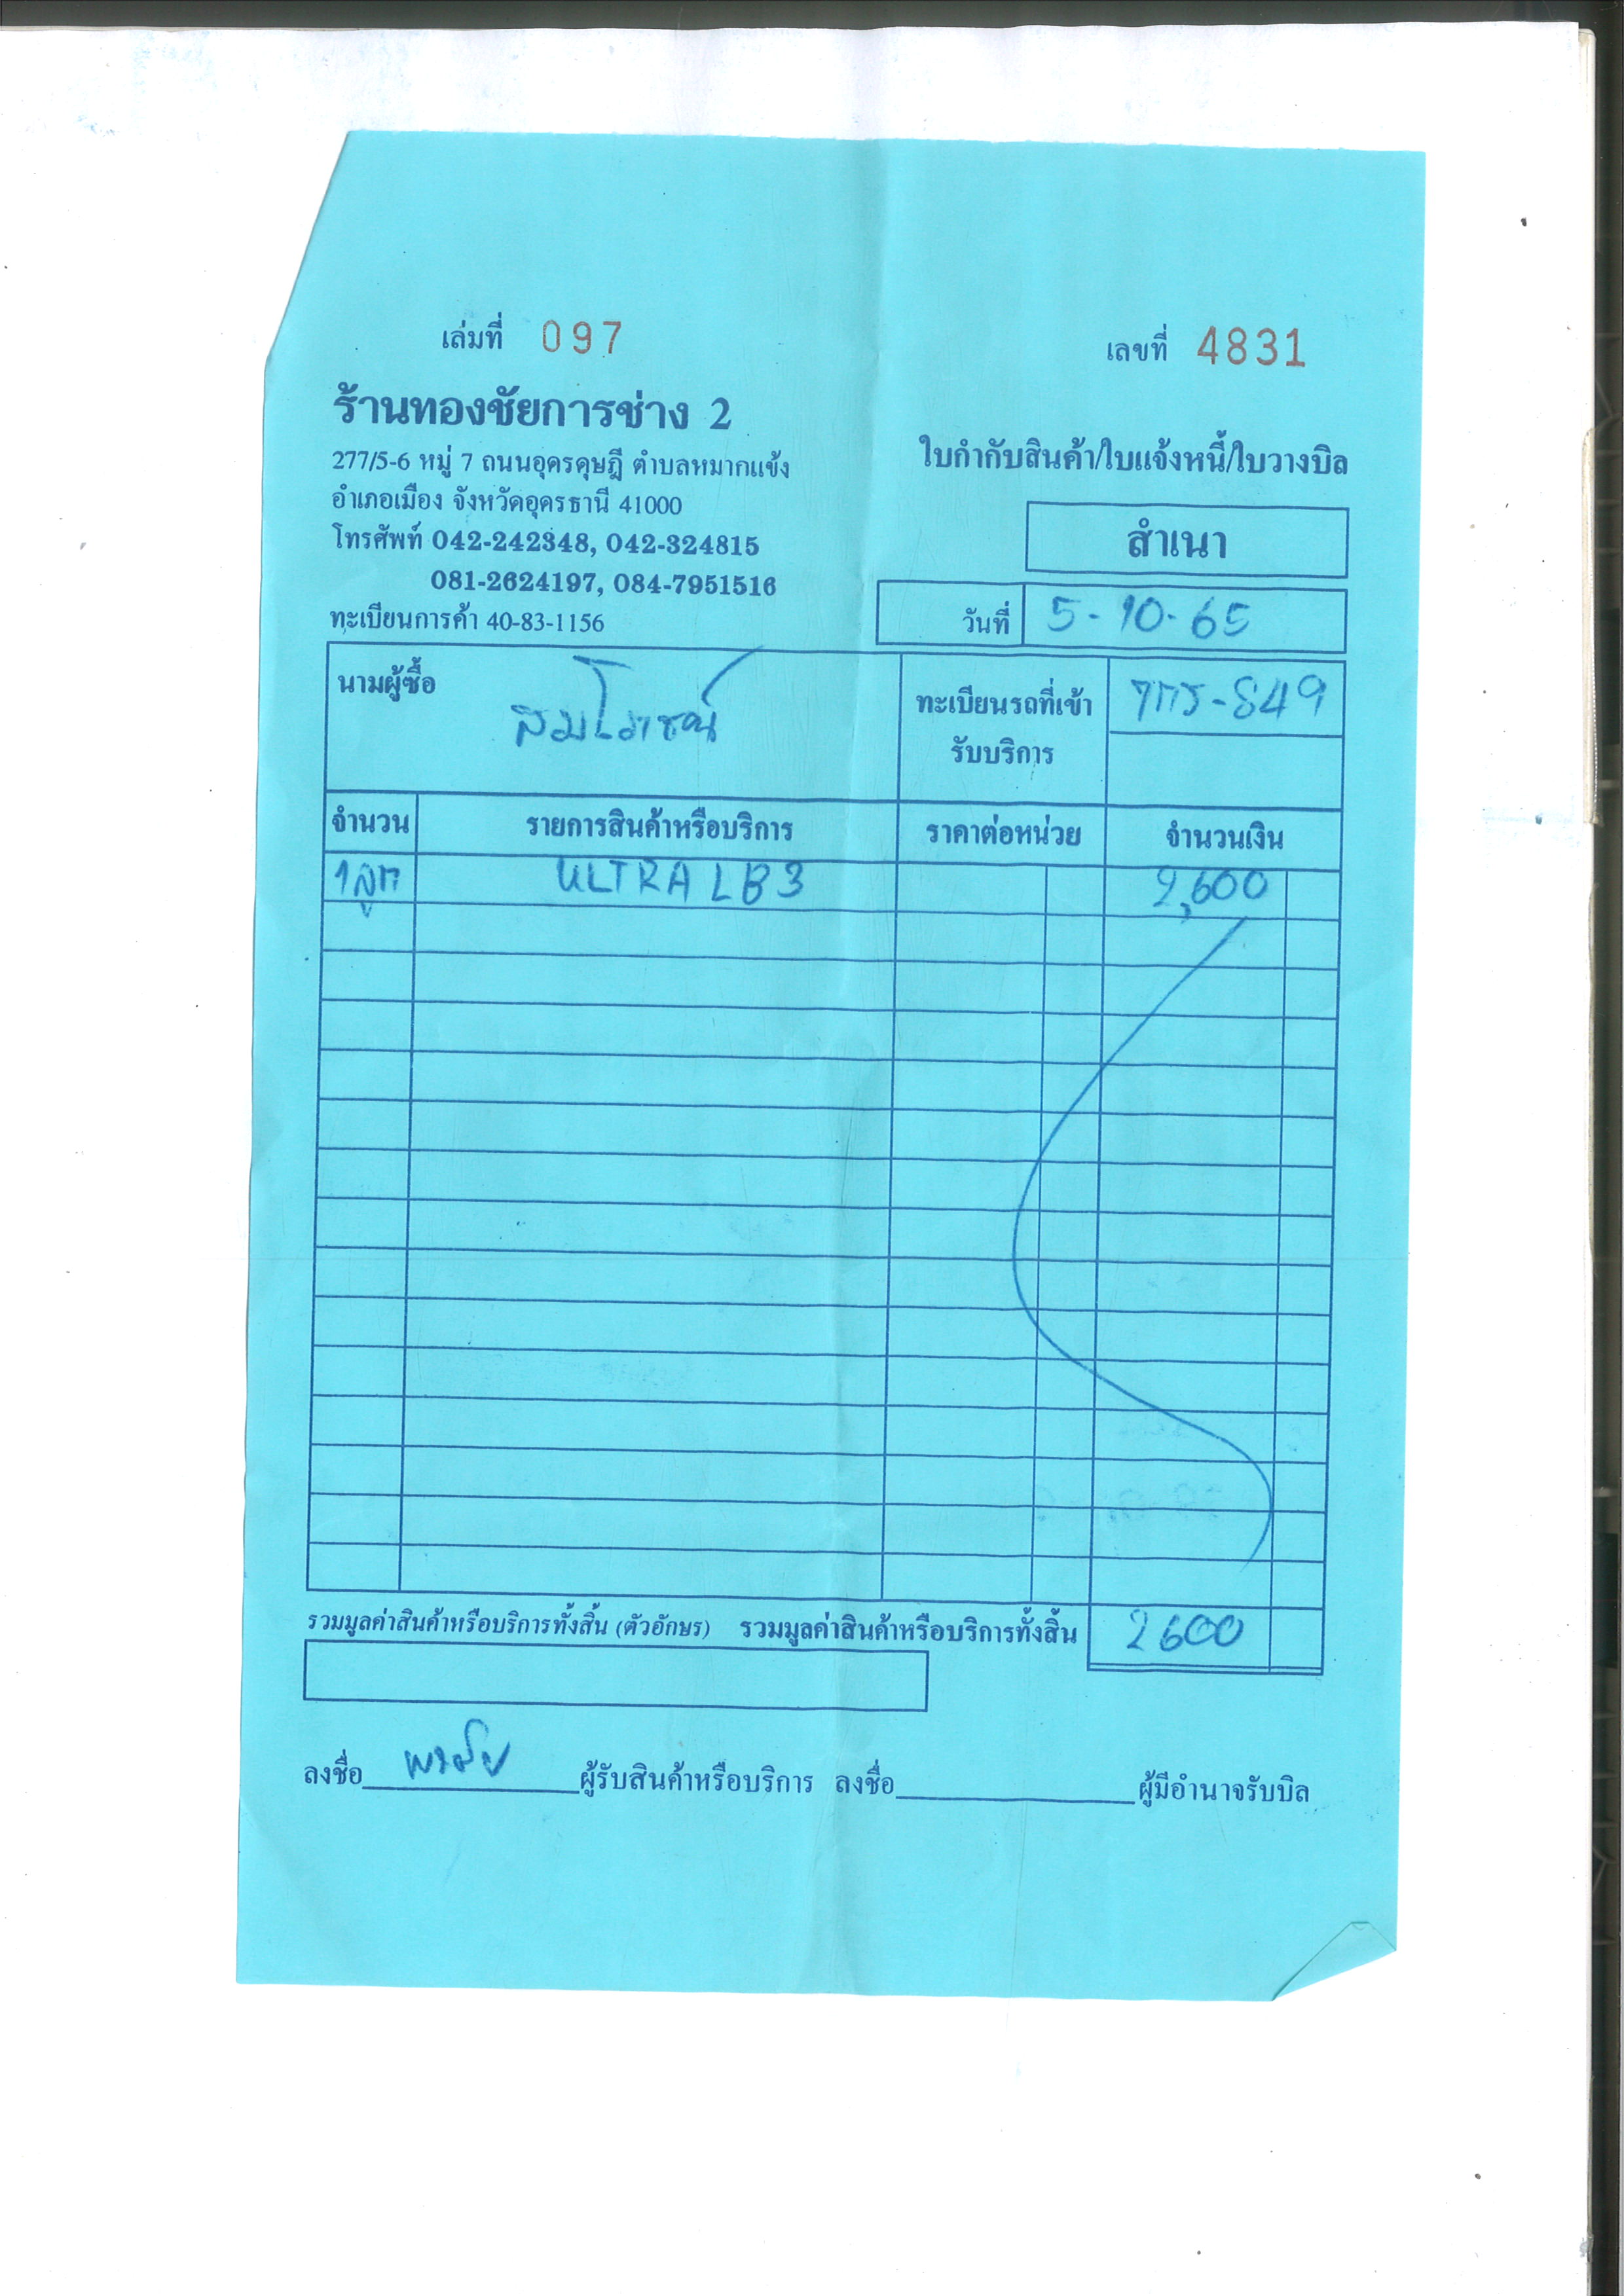 เล่มที่ 097
เลขที่ 4831
ร้านทองชัยการช่าง 2
277/5-6 หมู่ 7 ถนนอุดรดุษฎี ตำบลหมากแข้ง
อำเภอเมือง จังหวัดอุดรธานี 41000
โทรศัพท์ 042-242348, 042-324815
081-2624197, 084-7951516
ทะเบียนการค้า 40-83-1156
ใบกำกับสินค้า/ใบแจ้งหนี้/ใบวางบิล
สำเนา
วันที่ 5-10-65
นามผู้ซื้อ สมโภชน์
ทะเบียนรถที่เข้ารับบริการ 1กร-849
จำนวน รายการสินค้าหรือบริการ ราคาต่อหน่วย จำนวนเงิน
1 ลูก ULTRA LB3 2,600
รวมมูลค่าสินค้าหรือบริการทั้งสิ้น (ตัวอักษร) รวมมูลค่าสินค้าหรือบริการทั้งสิ้น 2600
ลงชื่อ ผู้รับสินค้าหรือบริการ ลงชื่อ ผู้มีอำนาจรับบิล